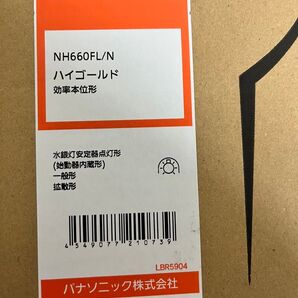 NH660FL/N
ハイゴールド
効率本位形
水銀灯安定器点灯形
(始動器内蔵形)
一般形
拡散形
4549077210739
LBR5904
パナソニック株式会社